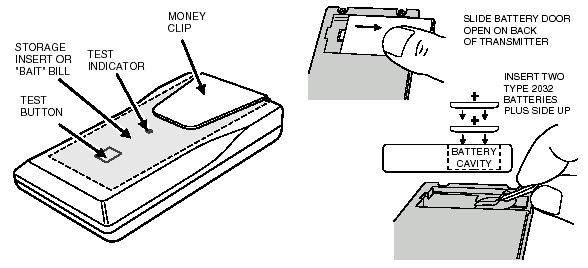 MONEY
CLIP
STORAGE
INSERT OR
"BAIT" BILL
TEST
INDICATOR
TEST
BUTTON
SLIDE BATTERY DOOR
OPEN ON BACK
OF TRANSMITTER
INSERT TWO
TYPE 2032
BATTERIES
PLUS SIDE UP
+
+
BATTERY
CAVITY